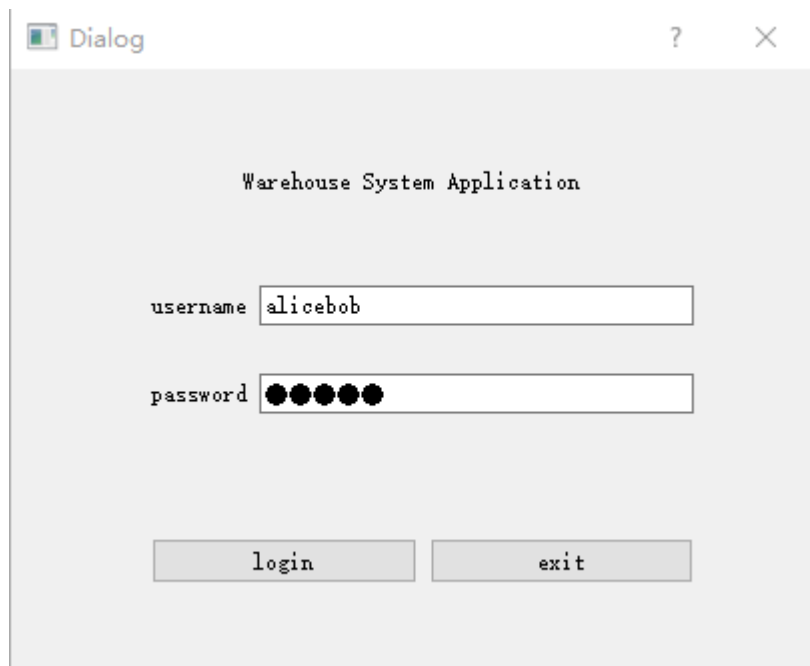 Dialog ?
Warehouse System Application
username alicebob
password ●●●●●
login exit